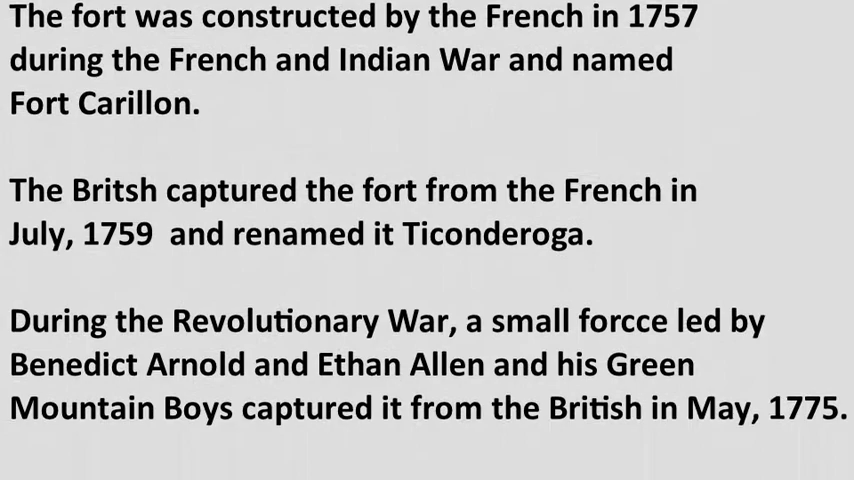 The fort was constructed by the French in 1757
during the French and Indian War and named
Fort Carillon.
The Britsh captured the fort from the French in
July, 1759  and renamed it Ticonderoga.
During the Revolutionary War, a small forcce led by
Benedict Arnold and Ethan Allen and his Green
Mountain Boys captured it from the British in May, 1775.